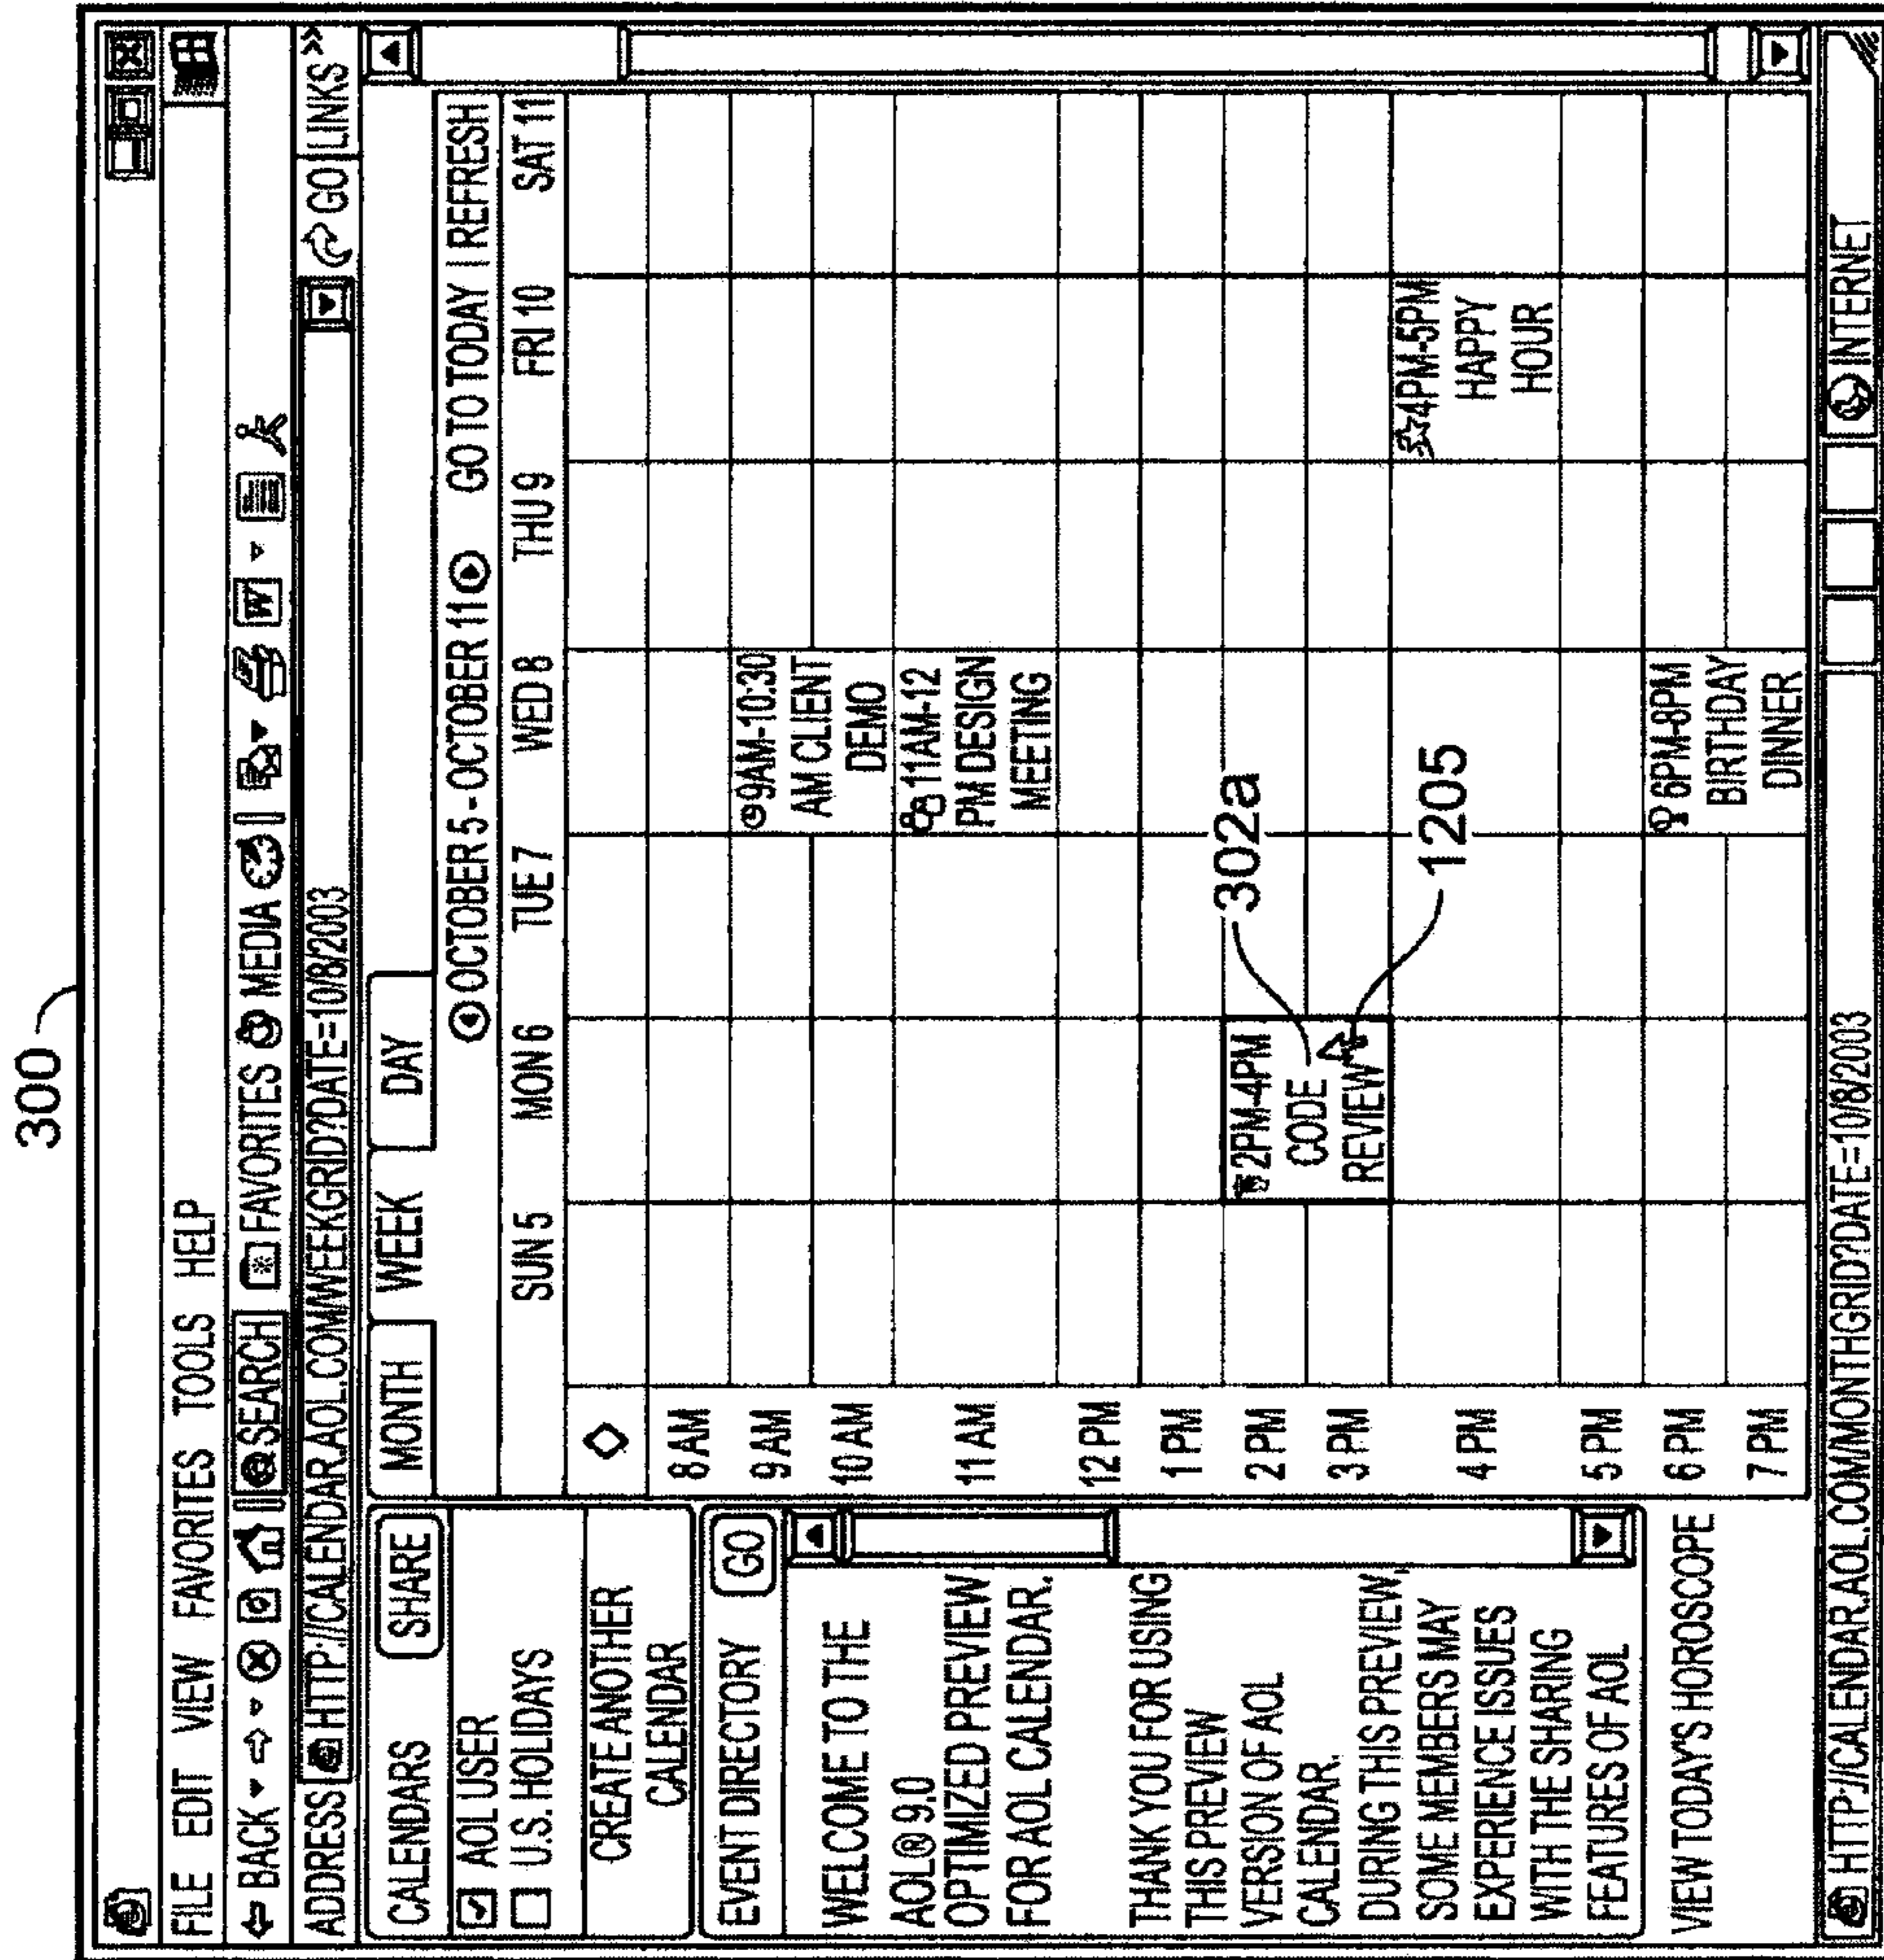 300
FILE EDIT VIEW FAVORITES TOOLS HELP
BACK SEARCH FAVORITES MEDIA W
ADDRESS HTTP://CALENDAR.AOL.COM/WEEKGRID?DATE=10/8/2003 GO LINKS »
CALENDARS SHARE
AOL USER
U.S. HOLIDAYS
CREATE ANOTHER
CALENDAR
EVENT DIRECTORY GO
WELCOME TO THE
AOL® 9.0
OPTIMIZED PREVIEW
FOR AOL CALENDAR.
THANK YOU FOR USING
THIS PREVIEW
VERSION OF AOL
CALENDAR.
DURING THIS PREVIEW,
SOME MEMBERS MAY
EXPERIENCE ISSUES
WITH THE SHARING
FEATURES OF AOL
VIEW TODAY'S HOROSCOPE
MONTH WEEK DAY
OCTOBER 5 - OCTOBER 11 GO TO TODAY | REFRESH
SUN 5 MON 6 TUE 7 WED 8 THU 9 FRI 10 SAT 11
8 AM
9 AM
10 AM
11 AM
12 PM
1 PM
2 PM
3 PM
4 PM
5 PM
6 PM
7 PM
9AM-10:30
AM CLIENT
DEMO
11AM-12
PM DESIGN
MEETING
2PM-4PM
CODE
REVIEW
302a
1205
4PM-5PM
HAPPY
HOUR
6PM-8PM
BIRTHDAY
DINNER
HTTP://CALENDAR.AOL.COM/MONTHGRID?DATE=10/8/2003 INTERNET